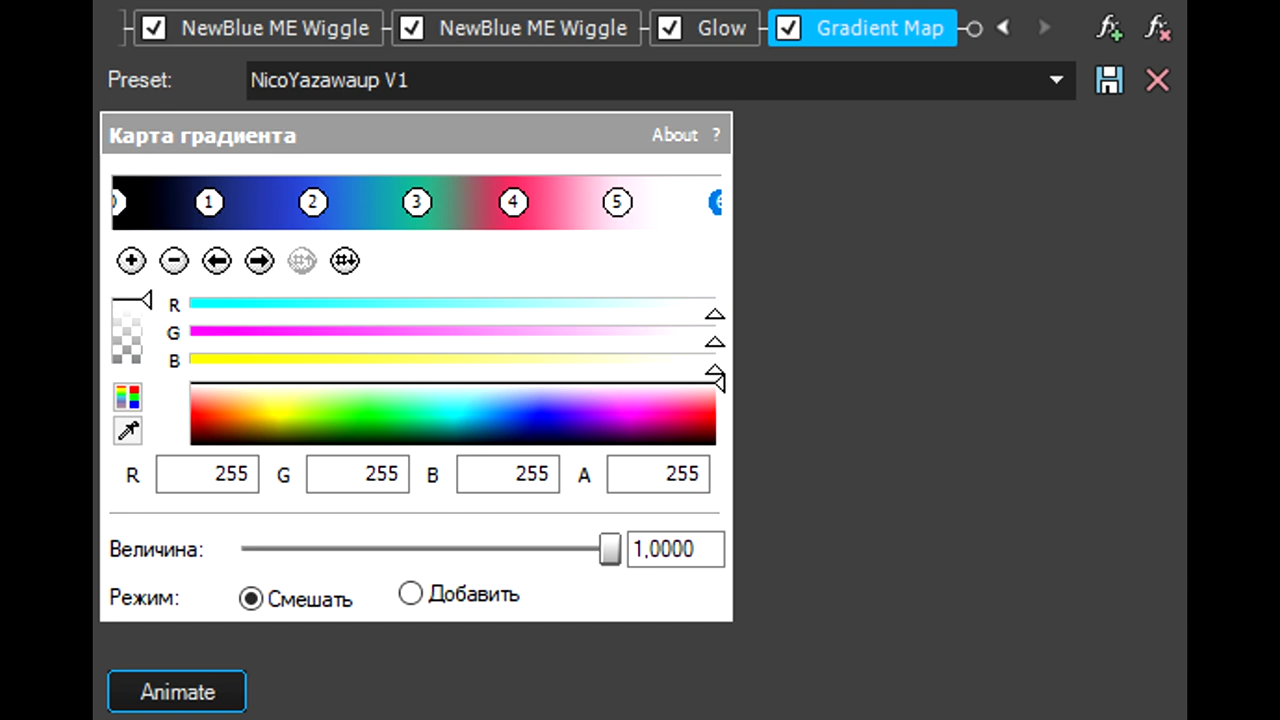 NewBlue ME Wiggle NewBlue ME Wiggle Glow Gradient Map
Preset: NicoYazawaup V1
Карта градиента About ?
1 2 3 4 5
R
G
B
R 255 G 255 B 255 A 255
Величина: 1,0000
Режим: Смешать Добавить
Animate